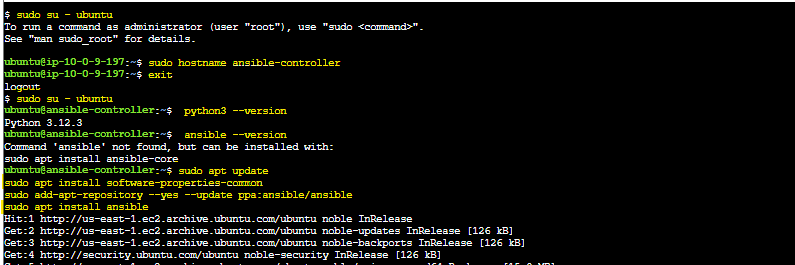 $ sudo su - ubuntu
To run a command as administrator (user "root"), use "sudo <command>".
See "man sudo_root" for details.
ubuntu@ip-10-0-9-197:~$ sudo hostname ansible-controller
ubuntu@ip-10-0-9-197:~$ exit
logout
$ sudo su - ubuntu
ubuntu@ansible-controller:~$  python3 --version
Python 3.12.3
ubuntu@ansible-controller:~$  ansible --version
Command 'ansible' not found, but can be installed with:
sudo apt install ansible-core
ubuntu@ansible-controller:~$ sudo apt update
sudo apt install software-properties-common
sudo add-apt-repository --yes --update ppa:ansible/ansible
sudo apt install ansible
Hit:1 http://us-east-1.ec2.archive.ubuntu.com/ubuntu noble InRelease
Get:2 http://us-east-1.ec2.archive.ubuntu.com/ubuntu noble-updates InRelease [126 kB]
Get:3 http://us-east-1.ec2.archive.ubuntu.com/ubuntu noble-backports InRelease [126 kB]
Get:4 http://security.ubuntu.com/ubuntu noble-security InRelease [126 kB]